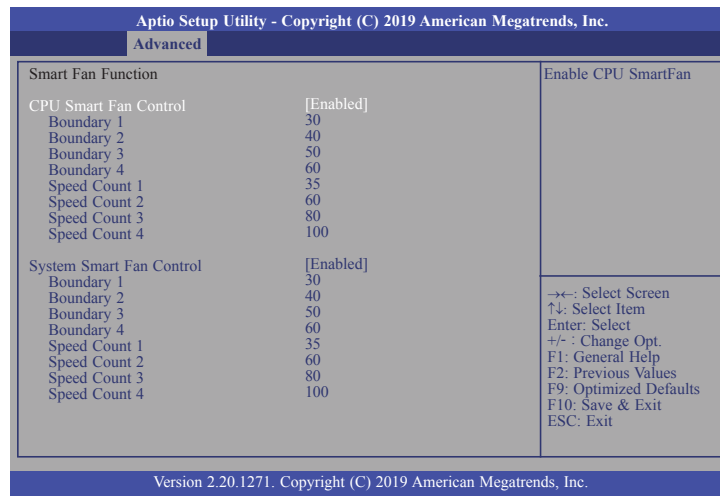 Aptio Setup Utility - Copyright (C) 2019 American Megatrends, Inc.
Advanced
Smart Fan Function
CPU Smart Fan Control [Enabled]
Boundary 1 30
Boundary 2 40
Boundary 3 50
Boundary 4 60
Speed Count 1 35
Speed Count 2 60
Speed Count 3 80
Speed Count 4 100
System Smart Fan Control [Enabled]
Boundary 1 30
Boundary 2 40
Boundary 3 50
Boundary 4 60
Speed Count 1 35
Speed Count 2 60
Speed Count 3 80
Speed Count 4 100
Enable CPU SmartFan
→←: Select Screen
↑↓: Select Item
Enter: Select
+/- : Change Opt.
F1: General Help
F2: Previous Values
F9: Optimized Defaults
F10: Save & Exit
ESC: Exit
Version 2.20.1271. Copyright (C) 2019 American Megatrends, Inc.